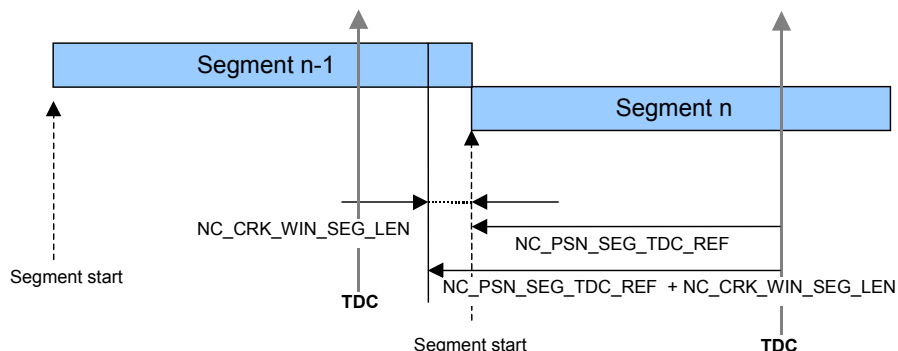 Segment n-1
Segment n
NC_CRK_WIN_SEG_LEN
NC_PSN_SEG_TDC_REF
Segment start
NC_PSN_SEG_TDC_REF + NC_CRK_WIN_SEG_LEN
TDC
Segment start
TDC